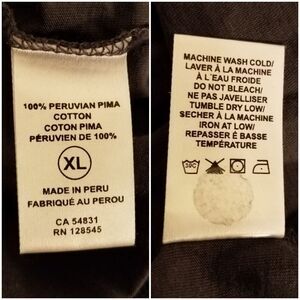 100% PERUVIAN PIMA
COTTON
COTON PIMA
PÉRUVIEN DE 100%
XL
MADE IN PERU
FABRIQUÉ AU PEROU
CA 54831
RN 128545
MACHINE WASH COLD/
LAVER À LA MACHINE
À L'EAU FROIDE
DO NOT BLEACH/
NE PAS JAVELLISER
TUMBLE DRY LOW/
SECHER À LA MACHINE
IRON AT LOW/
REPASSER É BASSE
TEMPÉRATURE
30C